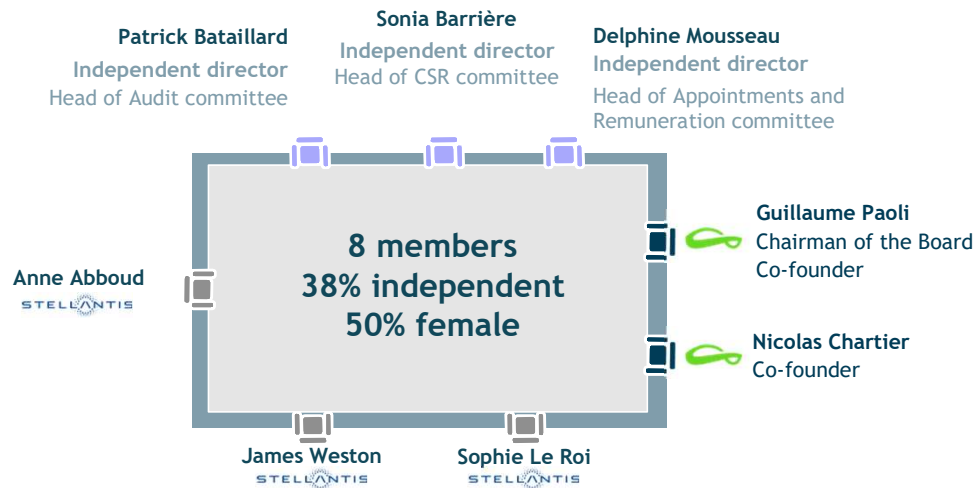 Patrick Bataillard
Independent director
Head of Audit committee
Sonia Barrière
Independent director
Head of CSR committee
Delphine Mousseau
Independent director
Head of Appointments and
Remuneration committee
8 members
38% independent
50% female
Guillaume Paoli
Chairman of the Board
Co-founder
Nicolas Chartier
Co-founder
Anne Abboud
STELLANTIS
James Weston
STELLANTIS
Sophie Le Roi
STELLANTIS